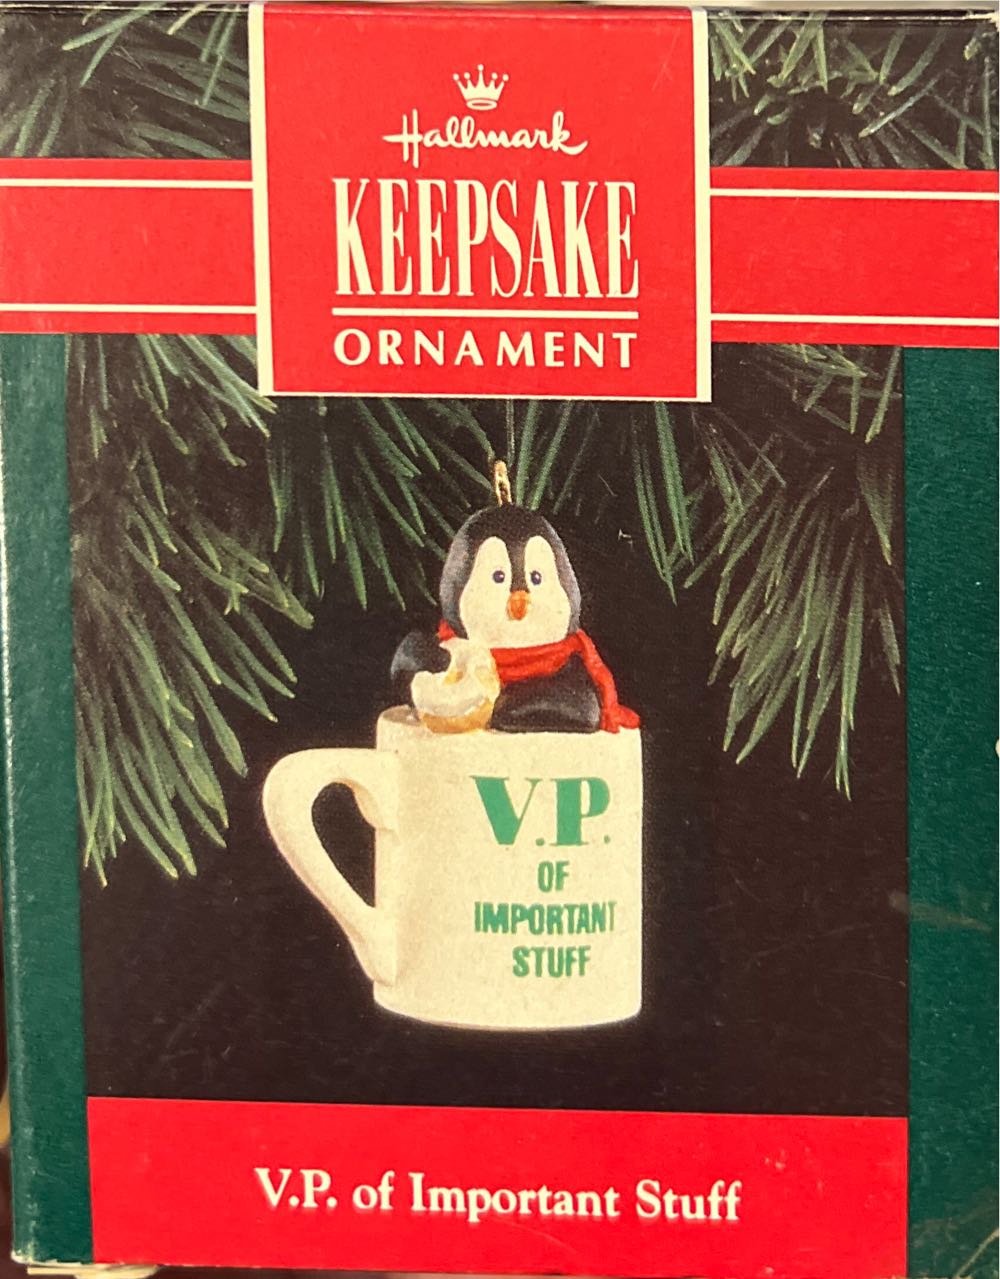 Hallmark
KEEPSAKE
ORNAMENT
V.P.
OF
IMPORTANT
STUFF
V.P. of Important Stuff